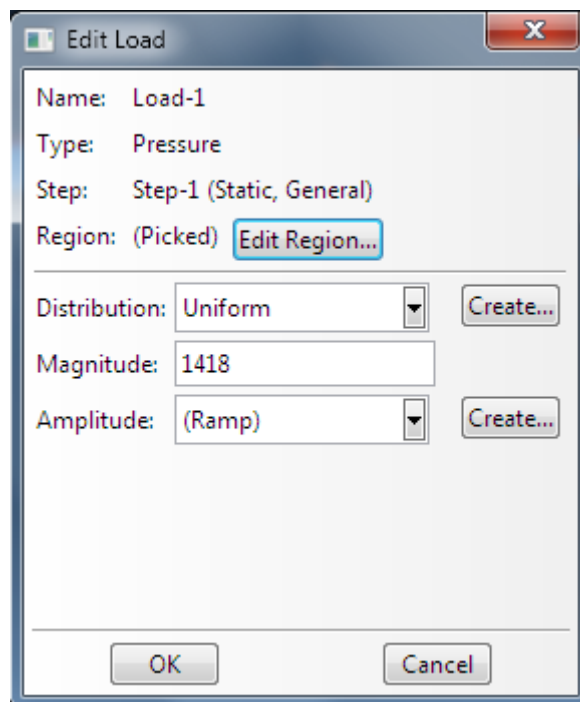 Edit Load
Name: Load-1
Type: Pressure
Step: Step-1 (Static, General)
Region: (Picked) Edit Region...
Distribution: Uniform Create...
Magnitude: 1418
Amplitude: (Ramp) Create...
OK Cancel